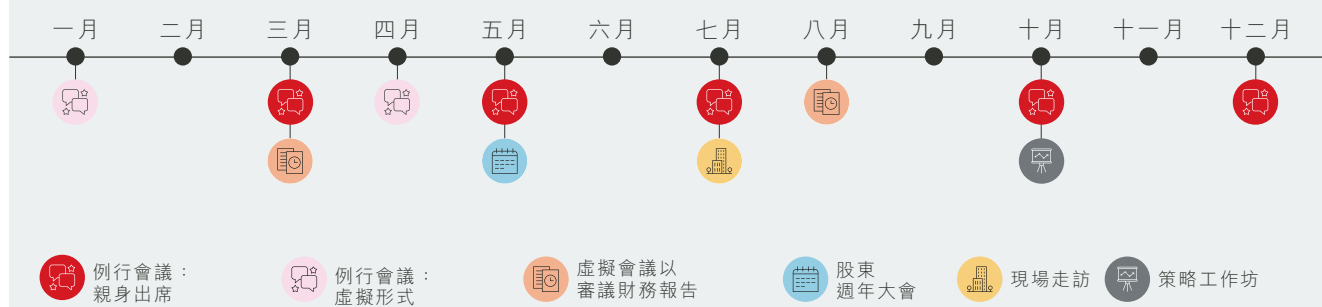 一月 二月 三月 四月 五月 六月 七月 八月 九月 十月 十一月 十二月
例行會議：
親身出席
例行會議：
虛擬形式
虛擬會議以
審議財務報告
股東
週年大會
現場走訪
策略工作坊